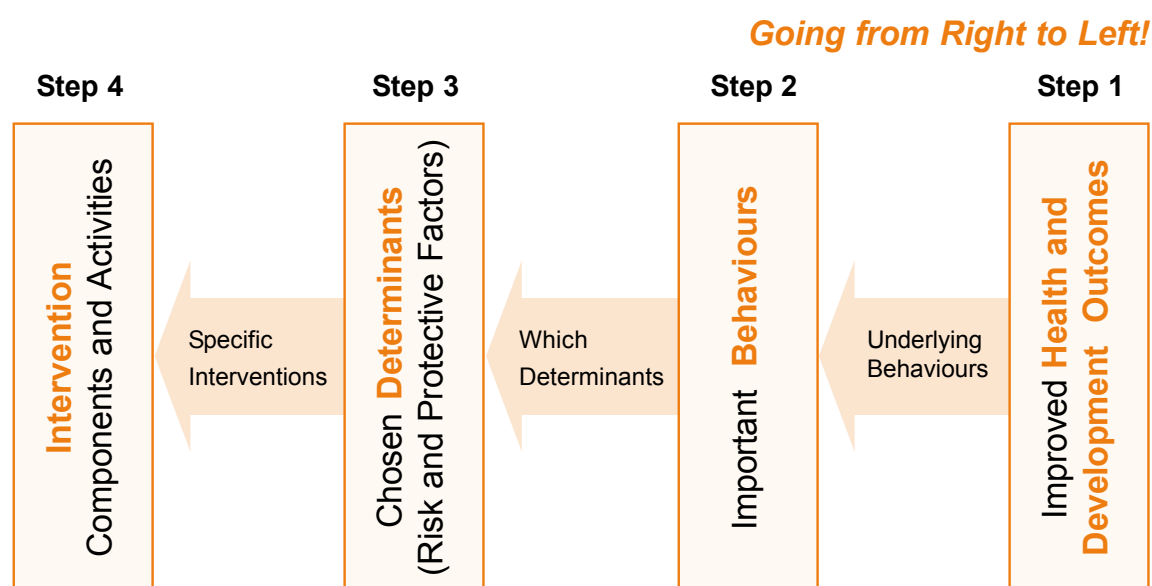 Going from Right to Left!
Step 4
Step 3
Step 2
Step 1
Intervention
Components and Activities
Specific
Interventions
Chosen Determinants
(Risk and Protective Factors)
Which
Determinants
Important Behaviours
Underlying
Behaviours
Improved Health and
Development Outcomes